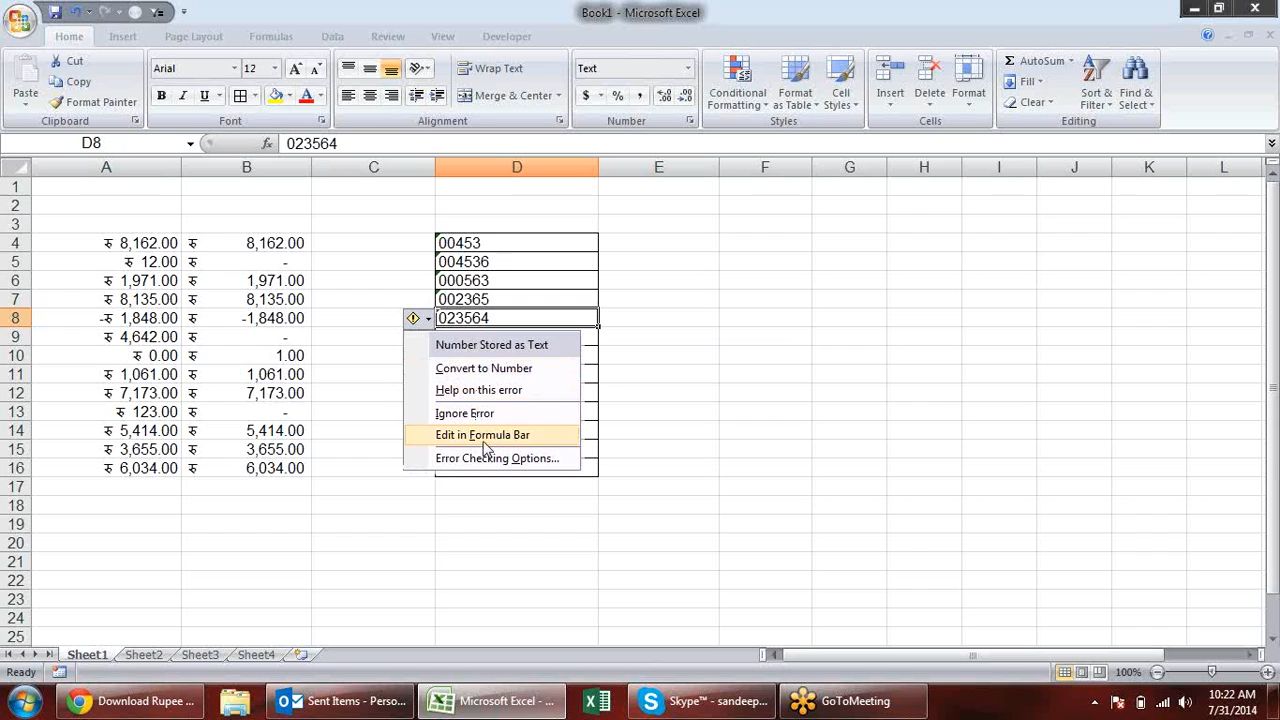 Book1 - Microsoft Excel
Home Insert Page Layout Formulas Data Review View Developer
Paste Cut Copy Format Painter
Arial 12 Wrap Text Merge & Center Text $ % ,
Conditional Formatting Format as Table Cell Styles Insert Delete Format
Σ AutoSum Fill Clear Sort & Filter Find & Select
Clipboard Font Alignment Number Styles Cells Editing
D8 fx 023564
A B C D E F G H I J K L
1
2
3
4 रु 8,162.00 रु 8,162.00 00453
5 रु 12.00 रु - 004536
6 रु 1,971.00 रु 1,971.00 000563
7 रु 8,135.00 रु 8,135.00 002365
8 -रु 1,848.00 रु -1,848.00 023564
9 रु 4,642.00 रु -
10 रु 0.00 रु 1.00
11 रु 1,061.00 रु 1,061.00
12 रु 7,173.00 रु 7,173.00
13 रु 123.00 रु -
14 रु 5,414.00 रु 5,414.00
15 रु 3,655.00 रु 3,655.00
16 रु 6,034.00 रु 6,034.00
17
18
19
20
21
22
23
24
25
Number Stored as Text
Convert to Number
Help on this error
Ignore Error
Edit in Formula Bar
Error Checking Options...
Sheet1 Sheet2 Sheet3 Sheet4
Ready 100%
Download Rupee ... Sent Items - Perso... Microsoft Excel - ... Skype™ - sandeep... GoToMeeting
10:22 AM
7/31/2014